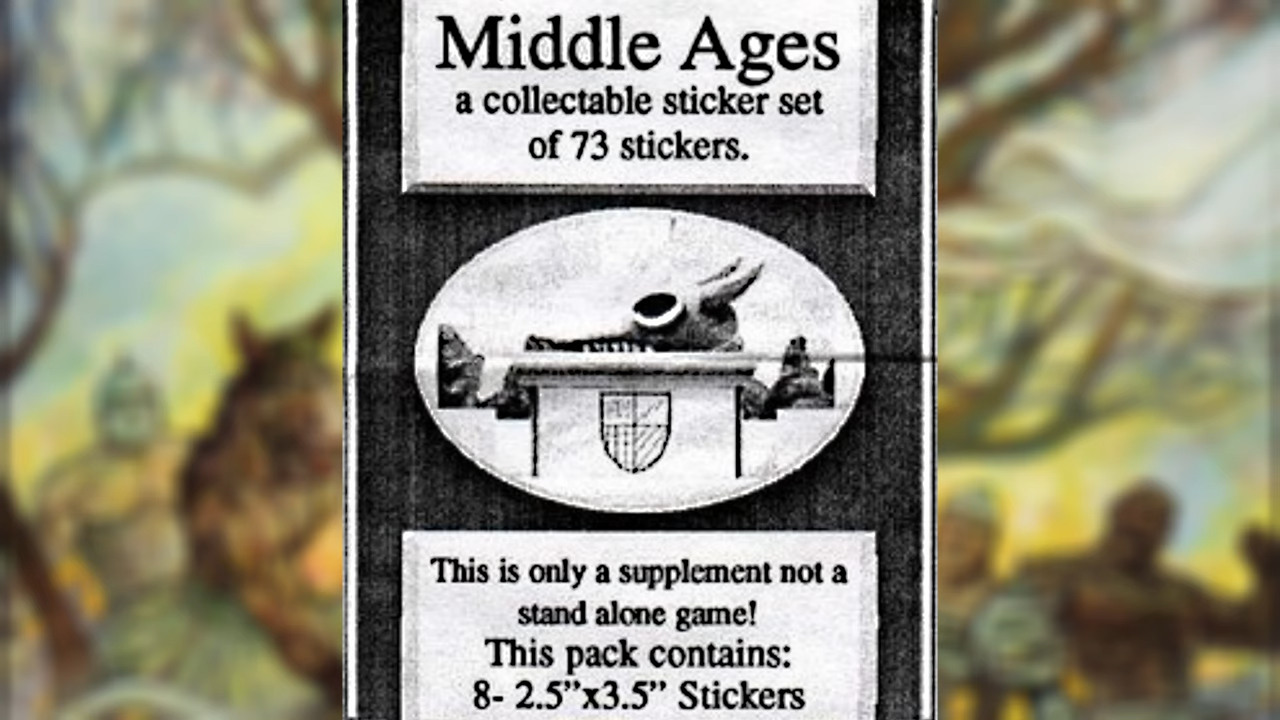 Middle Ages
a collectable sticker set
of 73 stickers.
This is only a supplement not a
stand alone game!
This pack contains:
8- 2.5”x3.5” Stickers